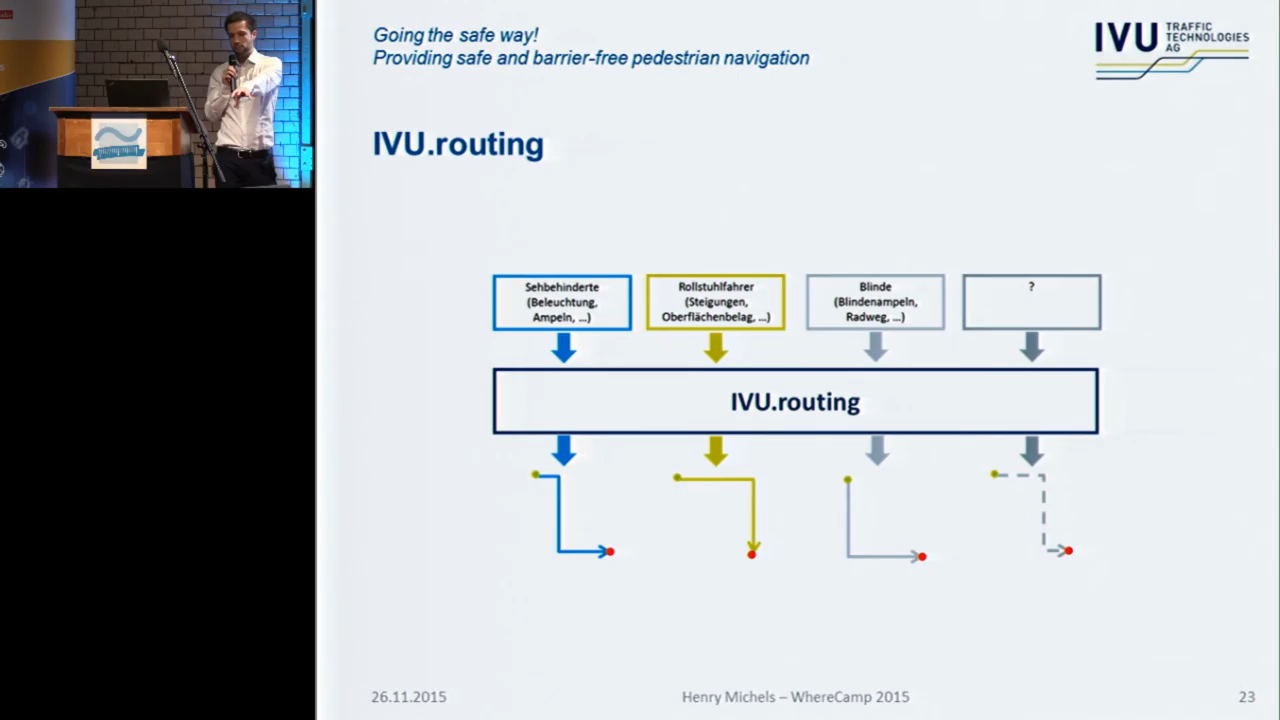 Going the safe way!
Providing safe and barrier-free pedestrian navigation
IVU TRAFFIC
TECHNOLOGIES
AG
IVU.routing
Sehbehinderte
(Beleuchtung,
Ampeln, ...)
Rollstuhlfahrer
(Steigungen,
Oberflächenbelag, ...)
Blinde
(Blindenampeln,
Radweg, ...)
?
IVU.routing
26.11.2015
Henry Michels – WhereCamp 2015
23